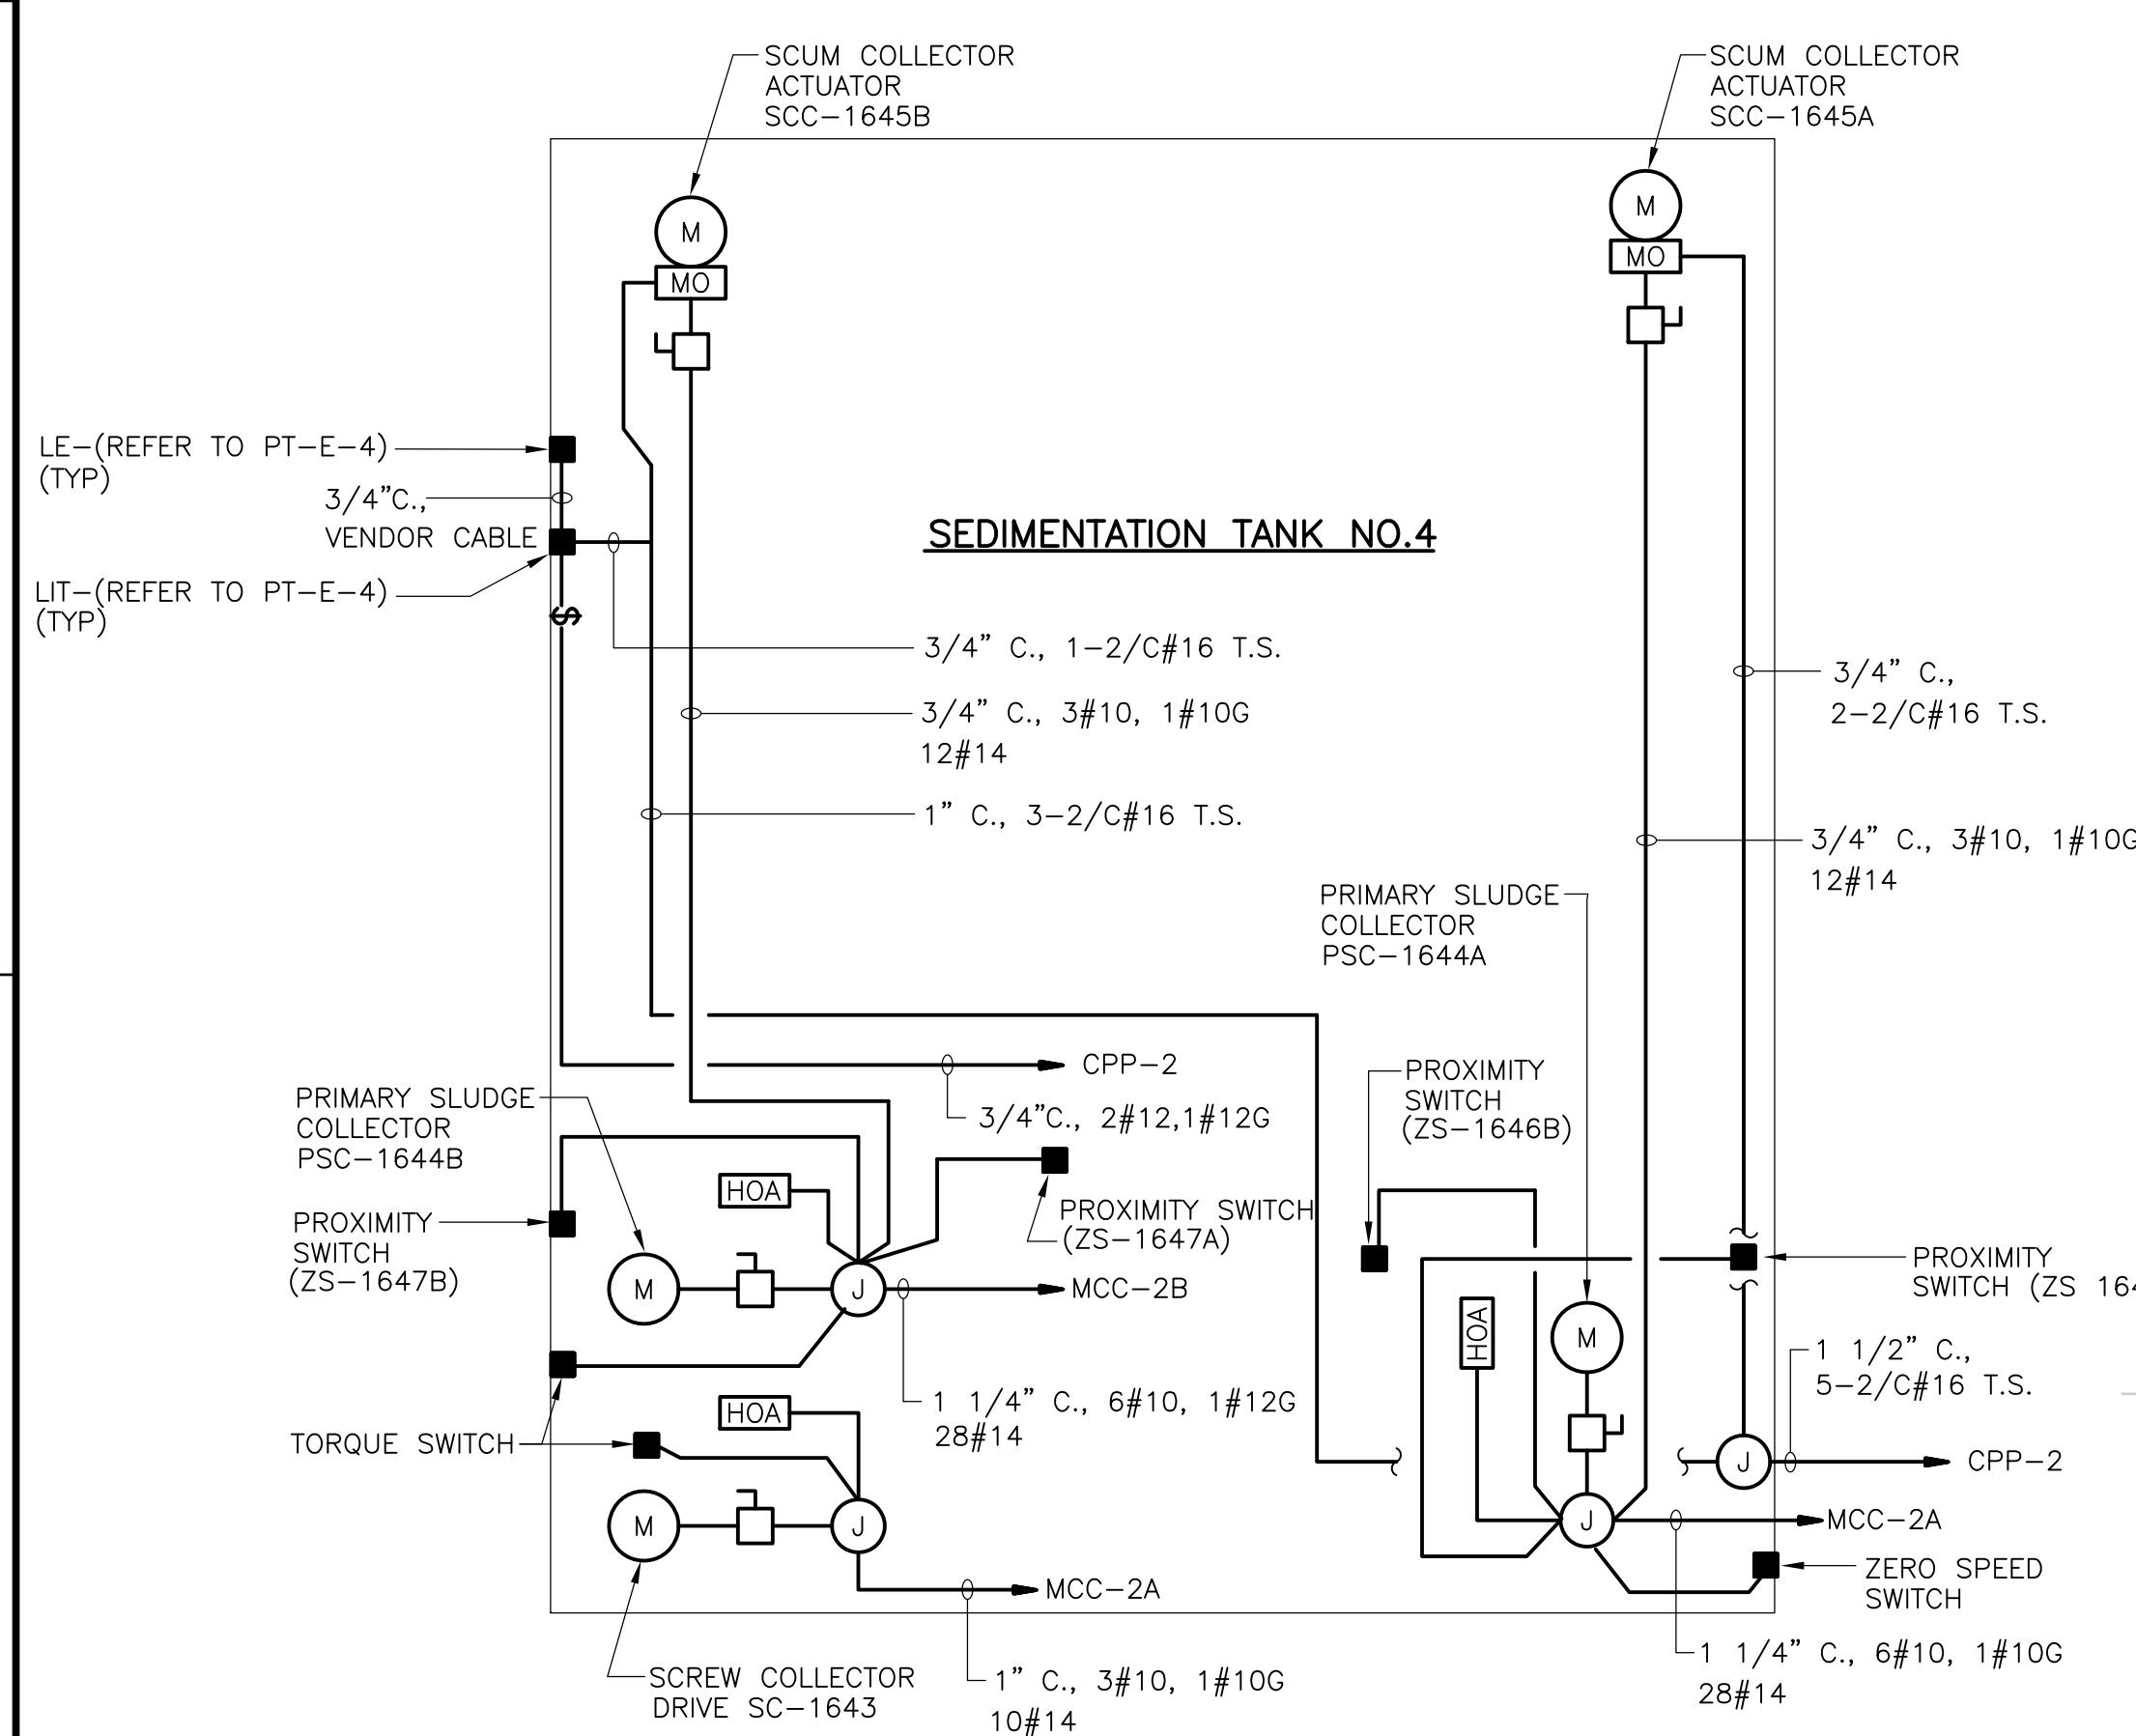 SCUM COLLECTOR
ACTUATOR
SCC-1645B
SCUM COLLECTOR
ACTUATOR
SCC-1645A
M
MO
M
MO
LE-(REFER TO PT-E-4)
(TYP)
3/4"C.,
VENDOR CABLE
LIT-(REFER TO PT-E-4)
(TYP)
SEDIMENTATION TANK NO.4
3/4" C., 1-2/C#16 T.S.
3/4" C., 3#10, 1#10G
12#14
1" C., 3-2/C#16 T.S.
3/4" C.,
2-2/C#16 T.S.
3/4" C., 3#10, 1#10G
12#14
PRIMARY SLUDGE
COLLECTOR
PSC-1644A
CPP-2
3/4"C., 2#12,1#12G
PRIMARY SLUDGE
COLLECTOR
PSC-1644B
PROXIMITY
SWITCH
(ZS-1646B)
HOA
PROXIMITY SWITCH
(ZS-1647A)
PROXIMITY
SWITCH
(ZS-1647B)
M
J
MCC-2B
PROXIMITY
SWITCH (ZS 164
HOA
M
1 1/2" C.,
5-2/C#16 T.S.
1 1/4" C., 6#10, 1#12G
28#14
HOA
TORQUE SWITCH
J
CPP-2
M
J
J
MCC-2A
MCC-2A
ZERO SPEED
SWITCH
1 1/4" C., 6#10, 1#10G
28#14
SCREW COLLECTOR
DRIVE SC-1643
1" C., 3#10, 1#10G
10#14